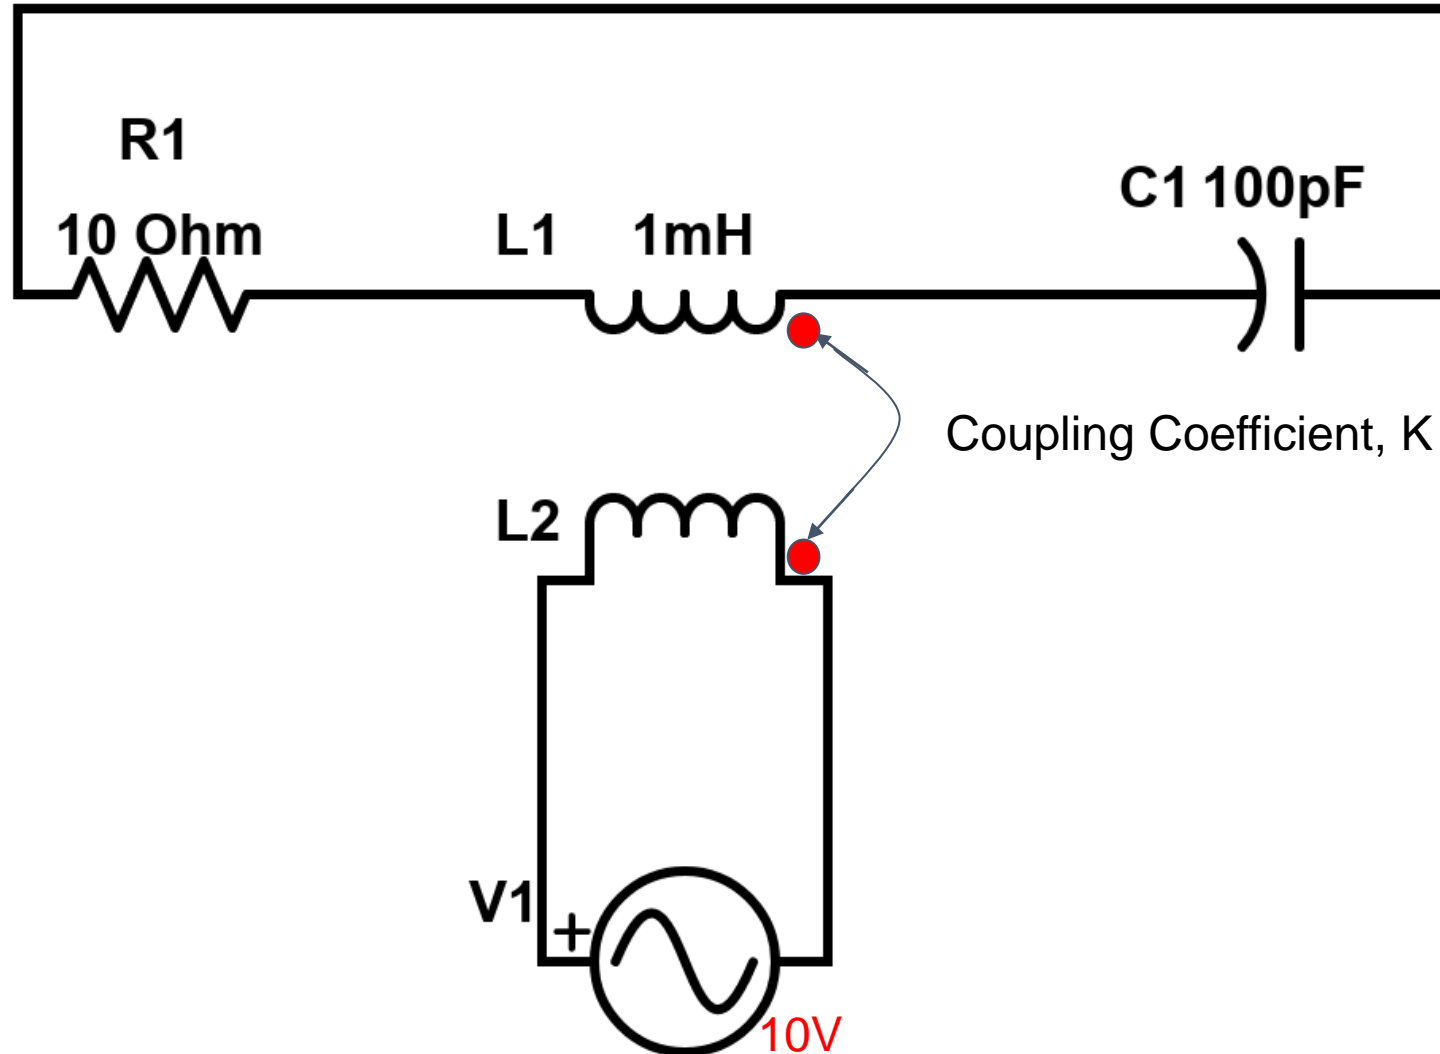 R1
10 Ohm
L1 1mH
C1 100pF
Coupling Coefficient, K
L2
V1
+
10V